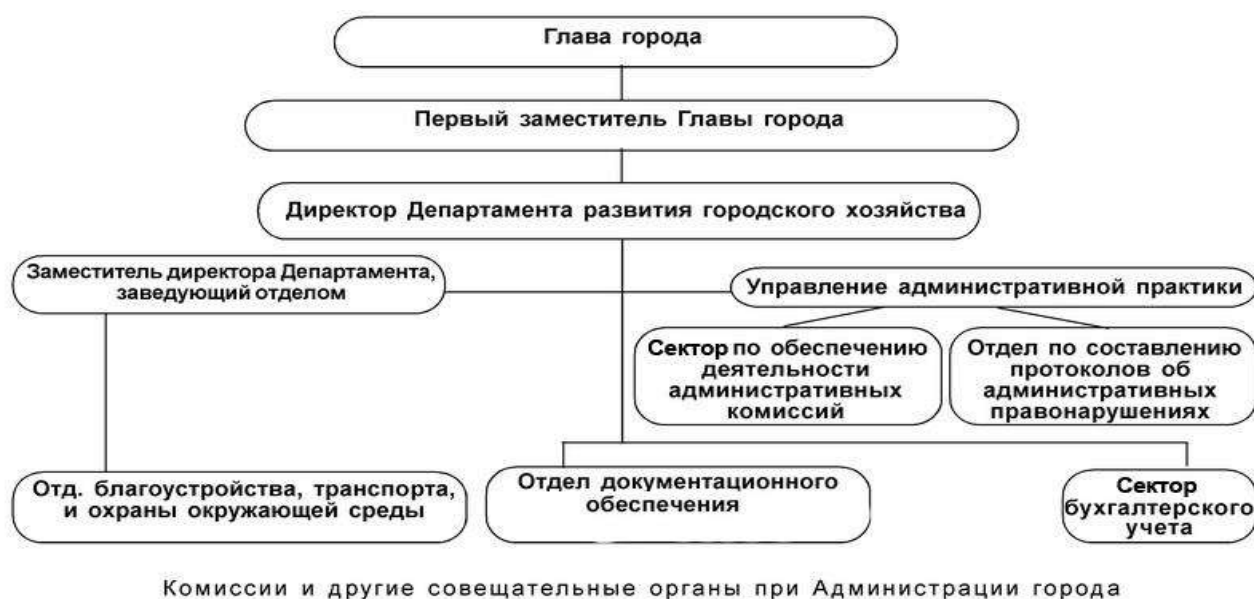 Глава города
Первый заместитель Главы города
Директор Департамента развития городского хозяйства
Заместитель директора Департамента,
заведующий отделом
Управление административной практики
Сектор по обеспечению
деятельности
административных
комиссий
Отдел по составлению
протоколов об
административных
правонарушениях
Отд. благоустройства, транспорта,
и охраны окружающей среды
Отдел документационного
обеспечения
Сектор
бухгалтерского
учета
Комиссии и другие совещательные органы при Администрации города